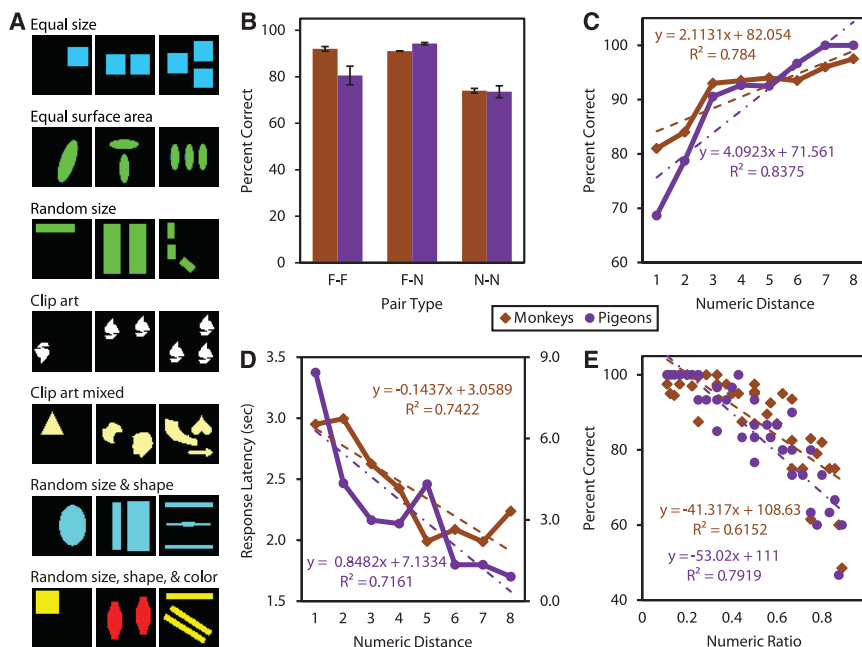 A
Equal size
Equal surface area
Random size
Clip art
Clip art mixed
Random size & shape
Random size, shape, & color
B
Percent Correct
100
80
60
40
20
0
F-F
F-N
N-N
Pair Type
C
Percent Correct
100
90
80
70
60
y = 2.1131x + 82.054
R² = 0.784
y = 4.0923x + 71.561
R² = 0.8375
1 2 3 4 5 6 7 8
Numeric Distance
Monkeys Pigeons
D
Response Latency (sec)
3.5
3.0
2.5
2.0
1.5
9.0
6.0
3.0
0.0
y = -0.1437x + 3.0589
R² = 0.7422
y = 0.8482x + 7.1334
R² = 0.7161
1 2 3 4 5 6 7 8
Numeric Distance
E
Percent Correct
100
80
60
40
y = -41.317x + 108.63
R² = 0.6152
y = -53.02x + 111
R² = 0.7919
0 0.2 0.4 0.6 0.8
Numeric Ratio